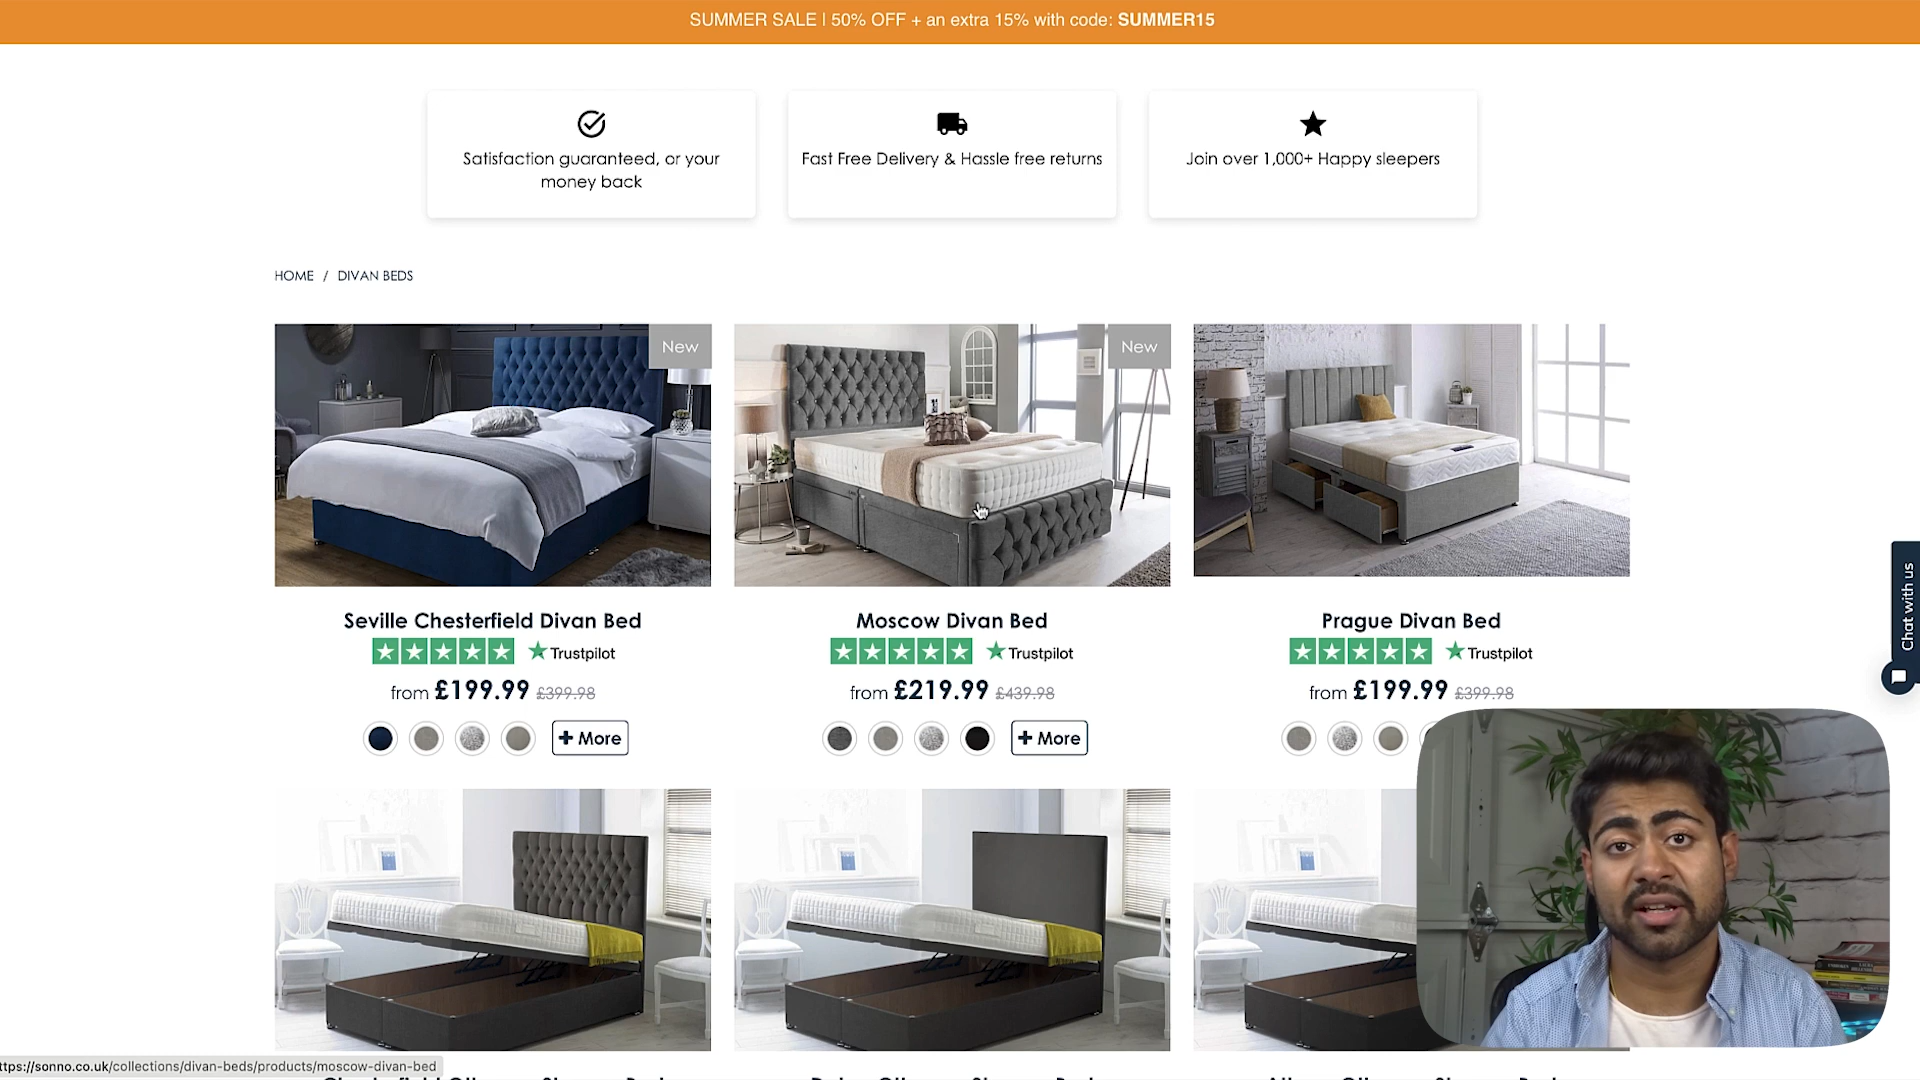 SUMMER SALE | 50% OFF + an extra 15% with code: SUMMER15
Satisfaction guaranteed, or your
money back
Fast Free Delivery & Hassle free returns
Join over 1,000+ Happy sleepers
HOME / DIVAN BEDS
New
New
Seville Chesterfield Divan Bed
Trustpilot
from £199.99 £399.98
+ More
Moscow Divan Bed
Trustpilot
from £219.99 £439.98
+ More
Prague Divan Bed
Trustpilot
from £199.99 £399.98
Chat with us
ttps://sonno.co.uk/collections/divan-beds/products/moscow-divan-bed